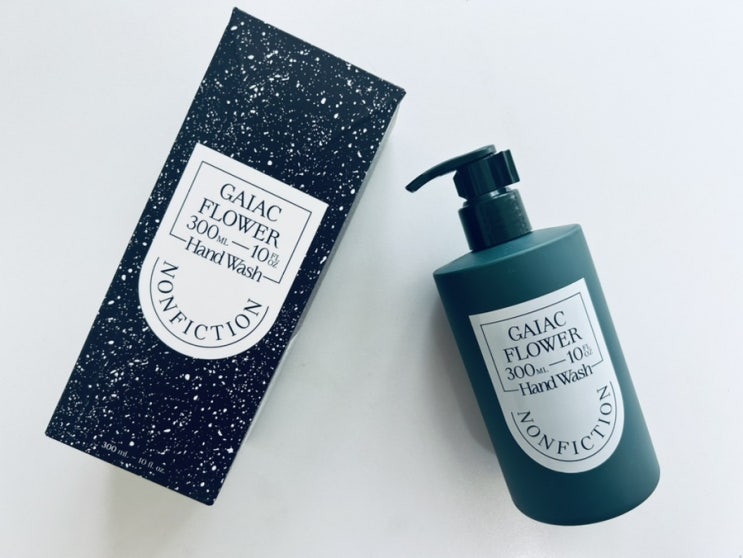 GAIAC
FLOWER
300ML — 10FL OZ
Hand Wash
NONFICTION
300 ml - 10 fl. oz.
GAIAC
FLOWER
300ML — 10FL OZ
Hand Wash
NONFICTION